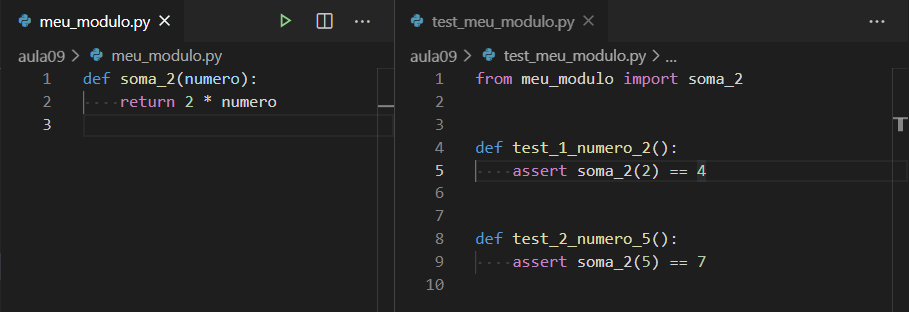 meu_modulo.py
aula09 > meu_modulo.py
1 def soma_2(numero):
2     return 2 * numero
3
test_meu_modulo.py
aula09 > test_meu_modulo.py > ...
1 from meu_modulo import soma_2
2
3
4 def test_1_numero_2():
5     assert soma_2(2) == 4
6
7
8 def test_2_numero_5():
9     assert soma_2(5) == 7
10